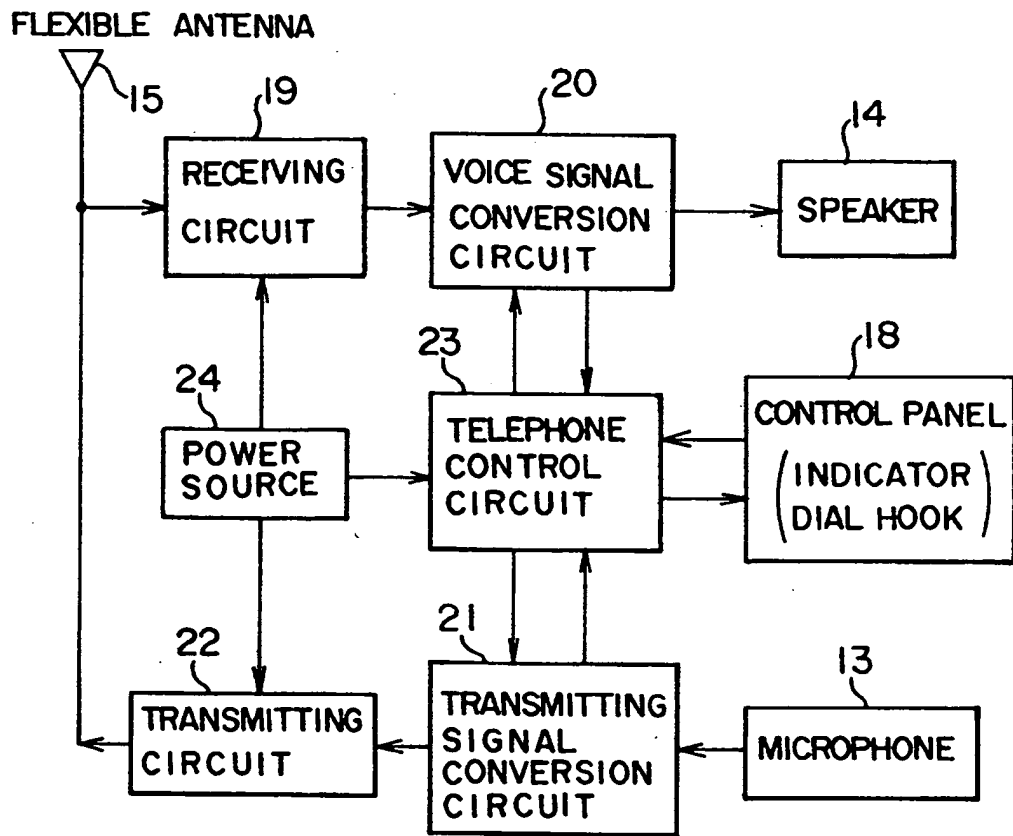 FLEXIBLE ANTENNA
15
19
RECEIVING
CIRCUIT
20
VOICE SIGNAL
CONVERSION
CIRCUIT
14
SPEAKER
24
POWER
SOURCE
23
TELEPHONE
CONTROL
CIRCUIT
18
CONTROL PANEL
(INDICATOR
DIAL HOOK)
22
TRANSMITTING
CIRCUIT
21
TRANSMITTING
SIGNAL
CONVERSION
CIRCUIT
13
MICROPHONE